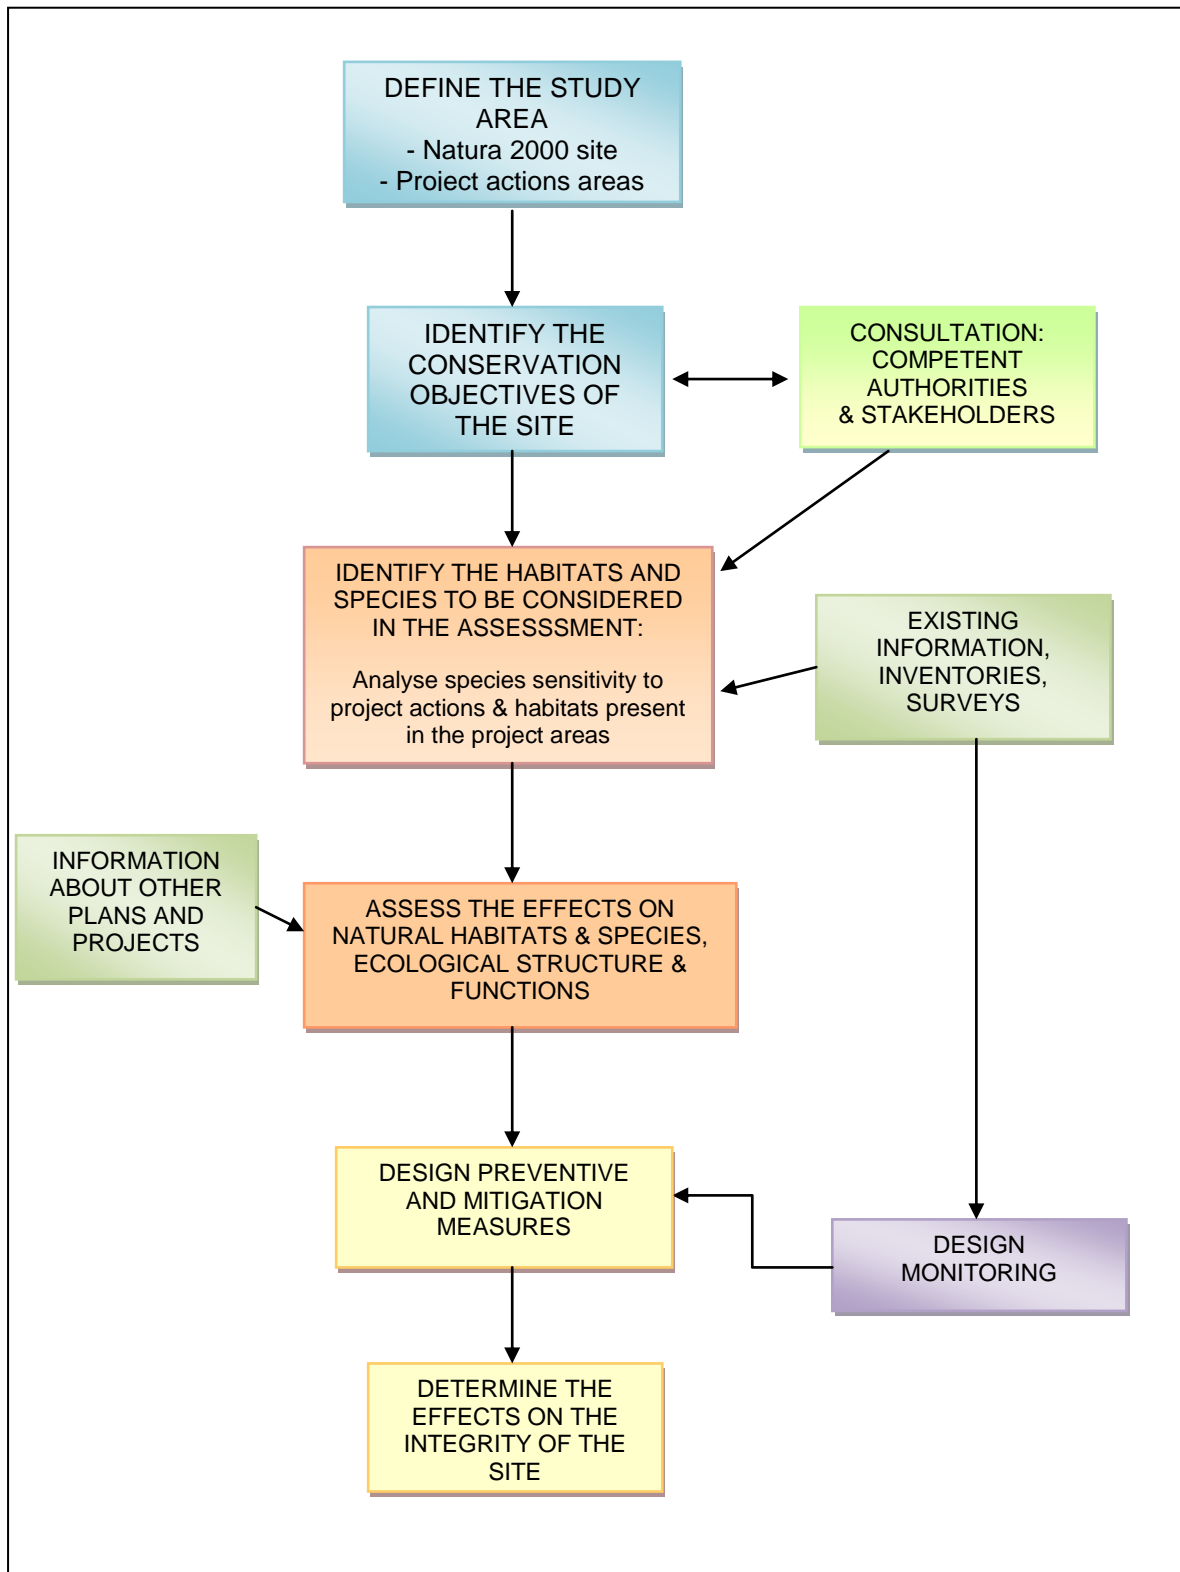 DEFINE THE STUDY
AREA
- Natura 2000 site
- Project actions areas
IDENTIFY THE
CONSERVATION
OBJECTIVES OF
THE SITE
CONSULTATION:
COMPETENT
AUTHORITIES
& STAKEHOLDERS
IDENTIFY THE HABITATS AND
SPECIES TO BE CONSIDERED
IN THE ASSESSSMENT:
Analyse species sensitivity to
project actions & habitats present
in the project areas
EXISTING
INFORMATION,
INVENTORIES,
SURVEYS
INFORMATION
ABOUT OTHER
PLANS AND
PROJECTS
ASSESS THE EFFECTS ON
NATURAL HABITATS & SPECIES,
ECOLOGICAL STRUCTURE &
FUNCTIONS
DESIGN PREVENTIVE
AND MITIGATION
MEASURES
DESIGN
MONITORING
DETERMINE THE
EFFECTS ON THE
INTEGRITY OF THE
SITE